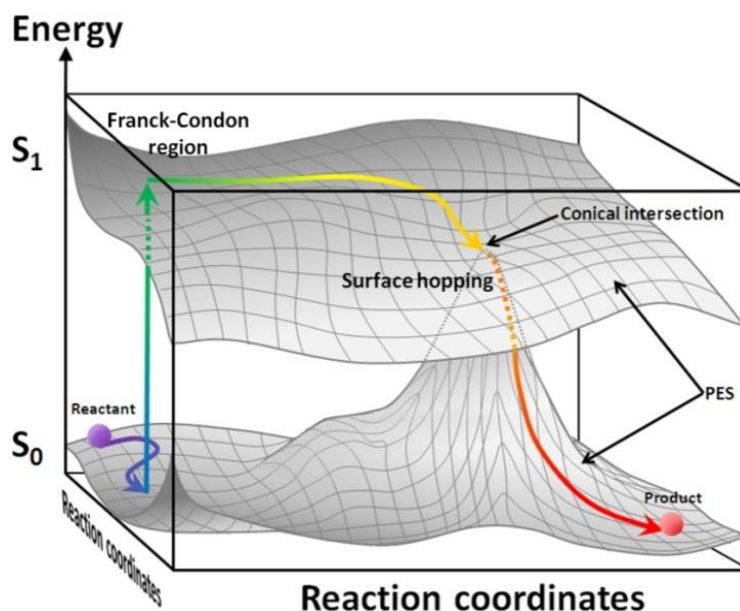 Energy
Franck-Condon
region
S1
Conical intersection
Surface hopping
PES
Reactant
S0
Product
Reaction coordinates
Reaction coordinates